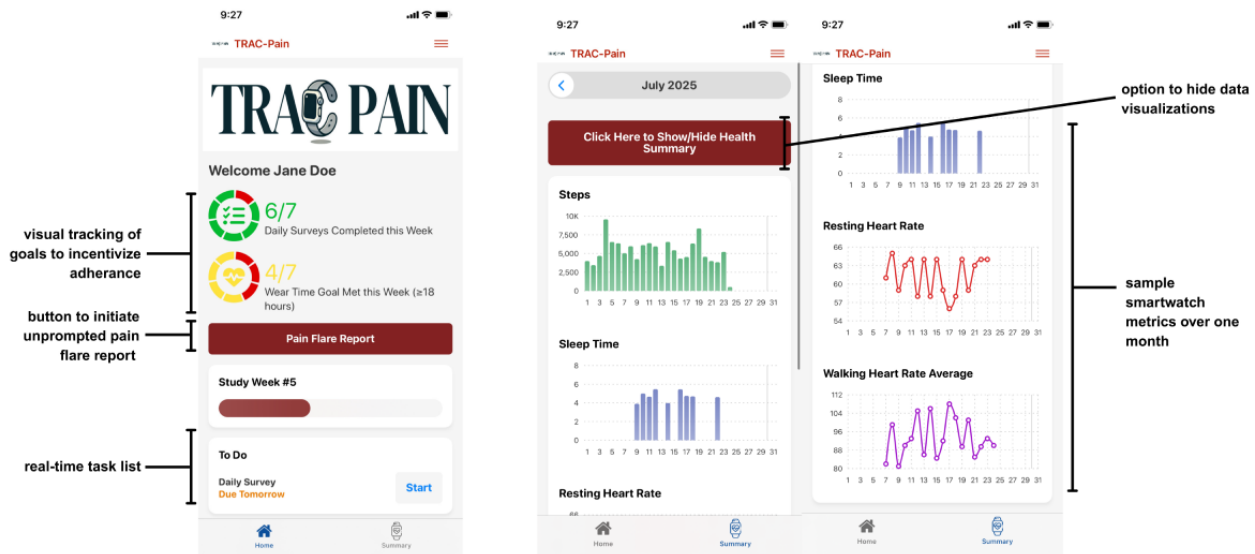 visual tracking of
goals to incentivize
adherance
button to initiate
unprompted pain
flare report
real-time task list
9:27
TRAC-Pain
TRAC PAIN
Welcome Jane Doe
6/7
Daily Surveys Completed this Week
4/7
Wear Time Goal Met this Week (≥18
hours)
Pain Flare Report
Study Week #5
To Do
Daily Survey
Due Tomorrow
Start
Home
Summary
9:27
TRAC-Pain
July 2025
Click Here to Show/Hide Health
Summary
Steps
10K
7,500
5,000
2,500
0
1 3 5 7 9 11 13 15 17 19 21 23 25 27 29 31
Sleep Time
8
6
4
2
0
1 3 5 7 9 11 13 15 17 19 21 23 25 27 29 31
Resting Heart Rate
66
Home
Summary
9:27
TRAC-Pain
Sleep Time
8
6
4
2
0
1 3 5 7 9 11 13 15 17 19 21 23 25 27 29 31
Resting Heart Rate
66
63
60
57
54
1 3 5 7 9 11 13 15 17 19 21 23 25 27 29 31
Walking Heart Rate Average
112
104
96
88
80
1 3 5 7 9 11 13 15 17 19 21 23 25 27 29 31
Home
Summary
option to hide data
visualizations
sample
smartwatch
metrics over one
month